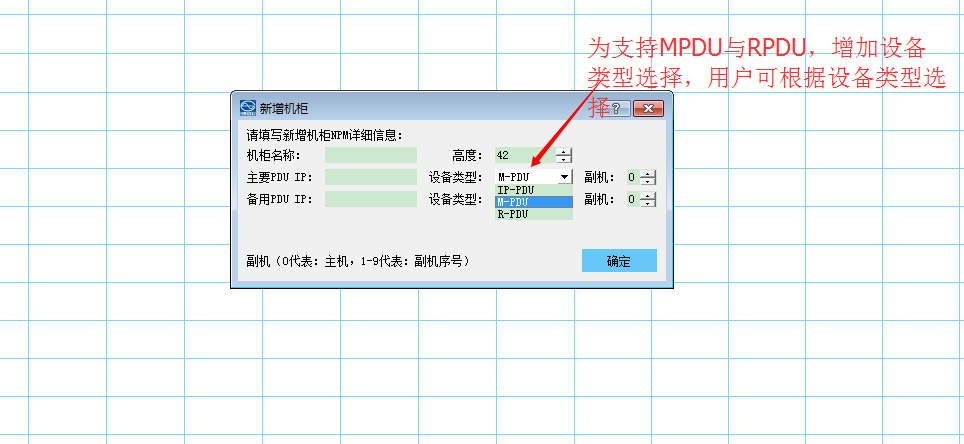 为支持MPDU与RPDU，增加设备
类型选择，用户可根据设备类型选
择
新增机柜
请填写新增机柜NPM详细信息：
机柜名称： 高度： 42
主要PDU IP： 设备类型： M-PDU 副机： 0
备用PDU IP： 设备类型： 副机： 0
IP-PDU
M-PDU
R-PDU
副机（0代表：主机，1-9代表：副机序号） 确定